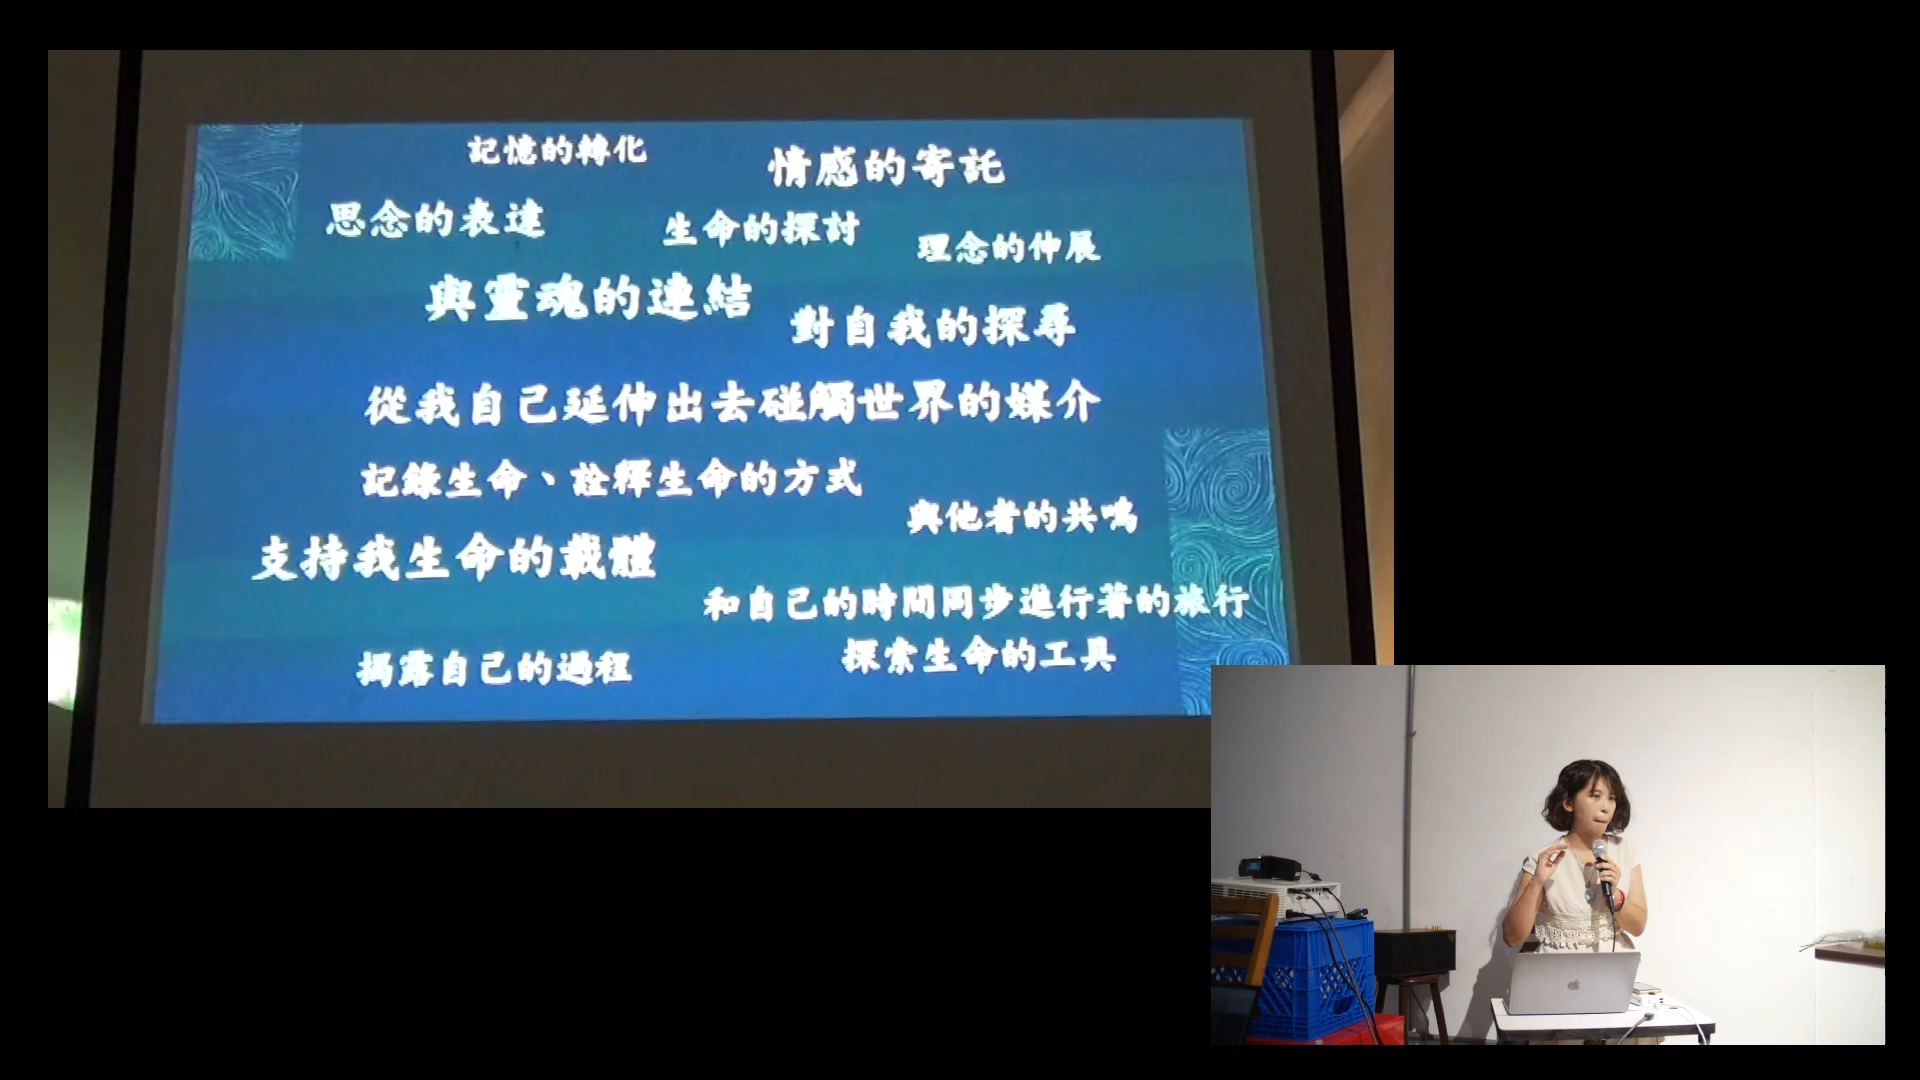 記憶的轉化
情感的寄託
思念的表達
生命的探討
理念的伸展
與靈魂的連結
對自我的探尋
從我自己延伸出去碰觸世界的媒介
記錄生命、詮釋生命的方式
與他者的共鳴
支持我生命的載體
和自己的時間同步進行著的旅行
探索生命的工具
揭露自己的過程